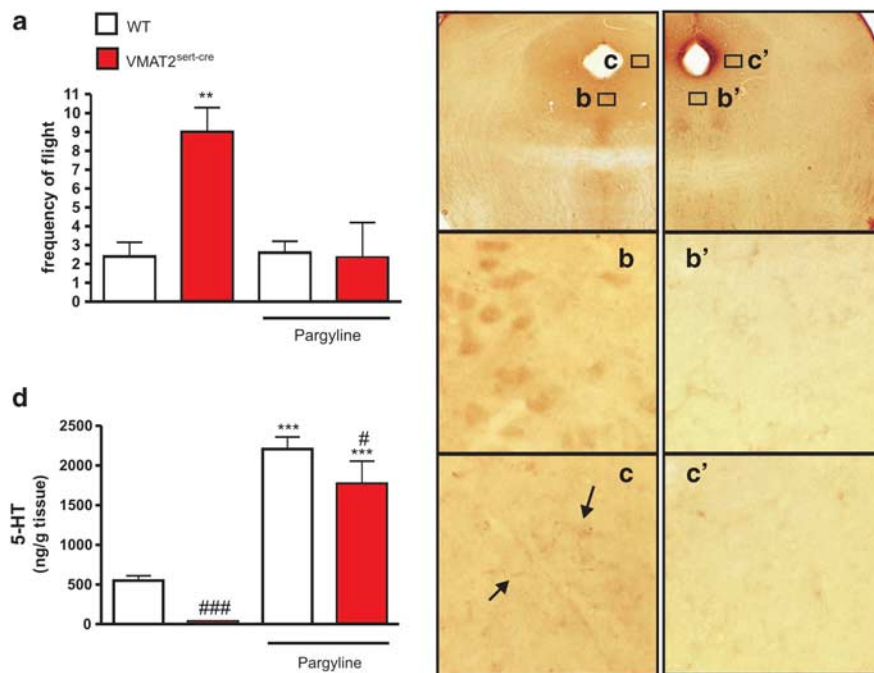 a
WT
VMAT2sert-cre
frequency of flight
11
10
9
8
7
6
5
4
3
2
1
0
**
Pargyline
d
5-HT
(ng/g tissue)
2500
2000
1500
1000
500
0
###
***
#
***
Pargyline
c
b
c'
b'
b
b'
c
c'